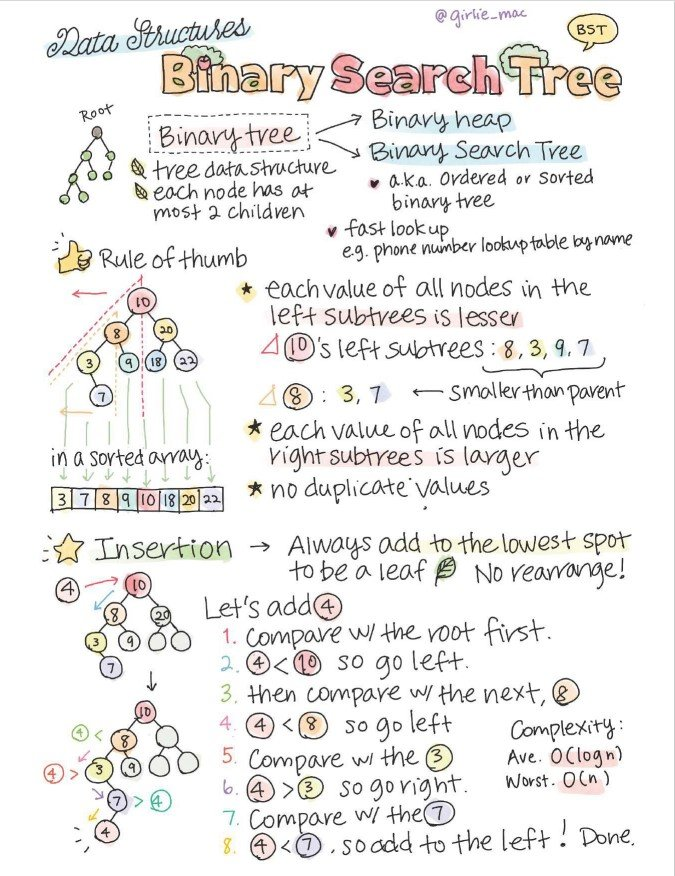 Data Structures
@girlie_mac
BST
Binary Search Tree
Root
Binary tree
tree data structure
each node has at
most 2 children
Binary heap
Binary Search Tree
a.k.a. ordered or sorted
binary tree
fast look up
e.g. phone number lookup table by name
Rule of thumb
10
8
20
3
9
18
22
7
in a sorted array:
3 7 8 9 10 18 20 22
each value of all nodes in the
left subtrees is lesser
10's left subtrees: 8, 3, 9, 7
8: 3, 7 ← smaller than parent
each value of all nodes in the
right subtrees is larger
no duplicate values
Insertion → Always add to the lowest spot
to be a leaf No rearrange!
4
10
8
20
3
9
7
10
4 <
8
4 >
3
9
7
> 4
4
Let's add 4
1. Compare w/ the root first.
2. 4 < 10 so go left.
3. then compare w/ the next, 8
4. 4 < 8 so go left
5. Compare w/ the 3
6. 4 > 3 so go right.
7. Compare w/ the 7
8. 4 < 7. so add to the left! Done.
Complexity:
Ave. O(log n)
Worst. O(n)